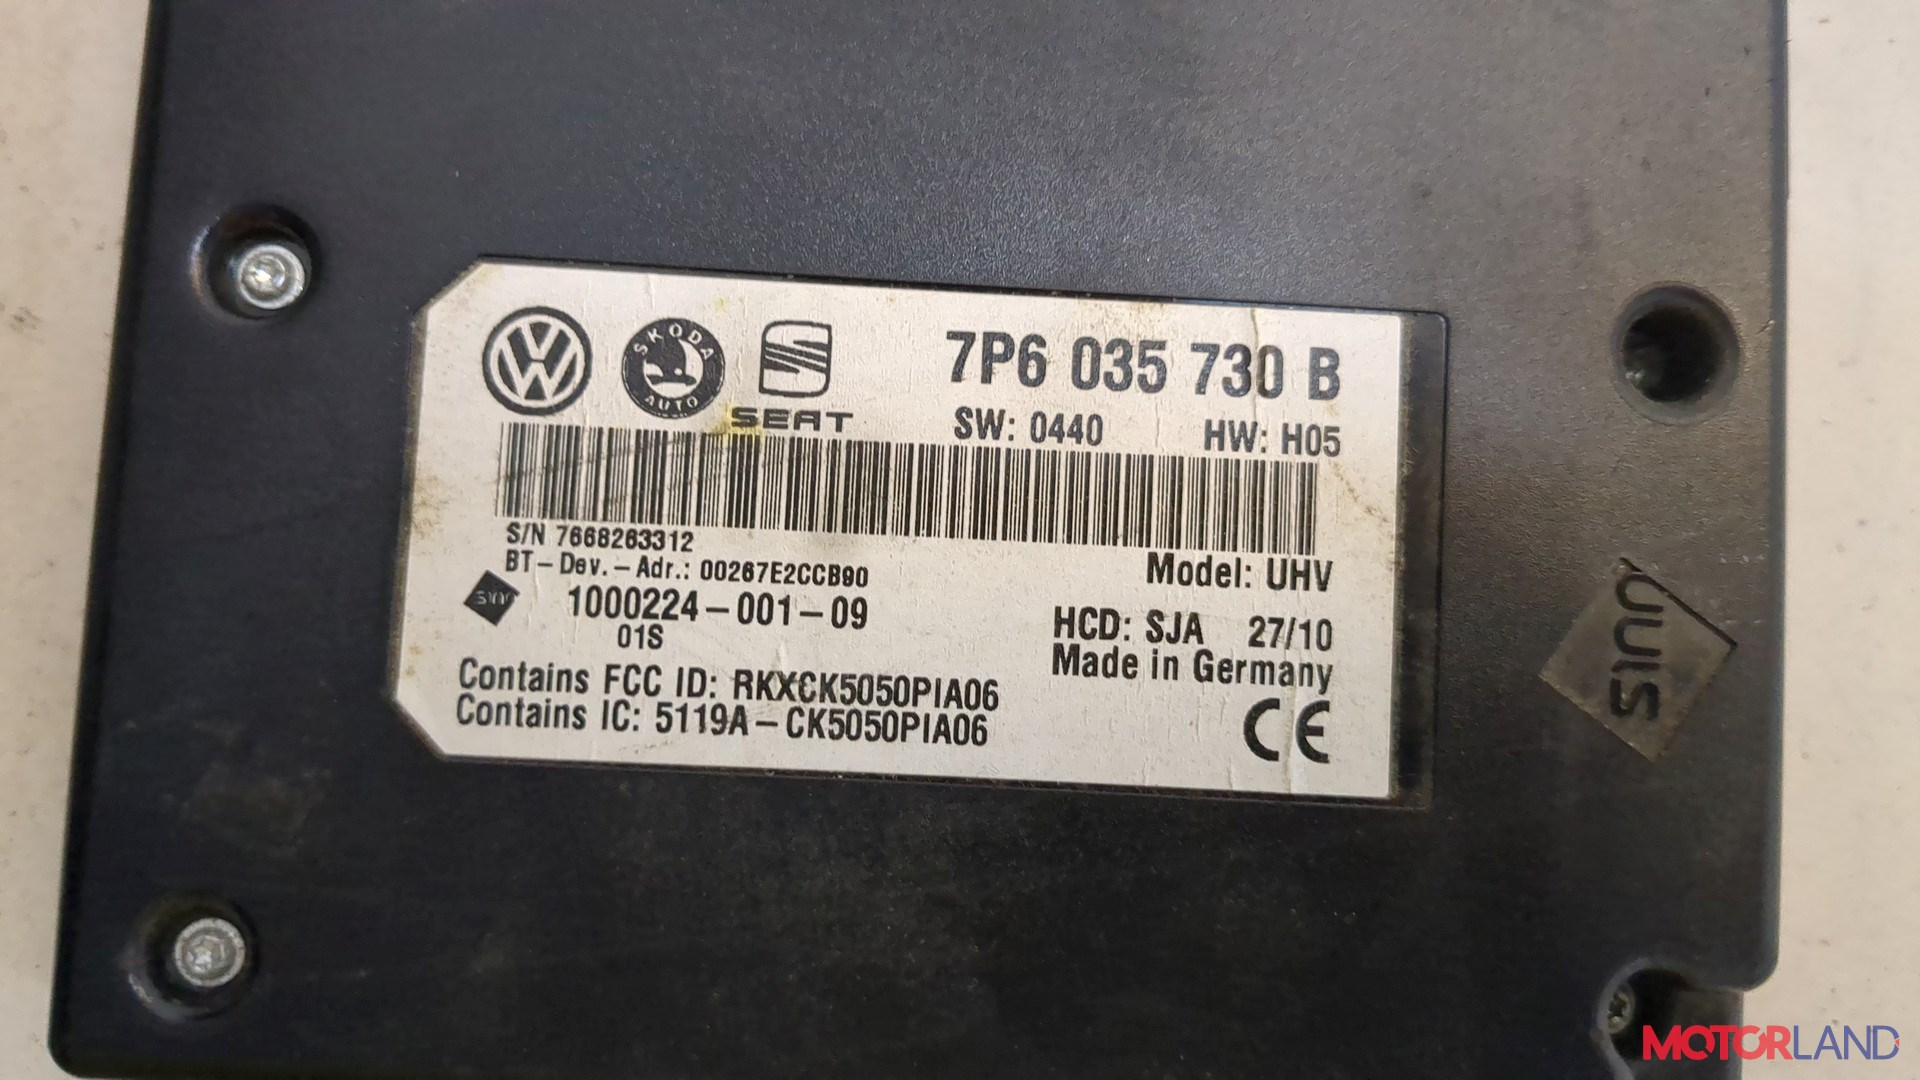 SKODA AUTO
SEAT
7P6 035 730 B
SW: 0440 HW: H05
S/N 7668263312
BT-Dev.-Adr.: 00267E2CCB90
Model: UHV
1000224-001-09
01S
HCD: SJA 27/10
Made in Germany
Contains FCC ID: RKXCK5050PIA06
Contains IC: 5119A-CK5050PIA06
CE
MOTORLAND